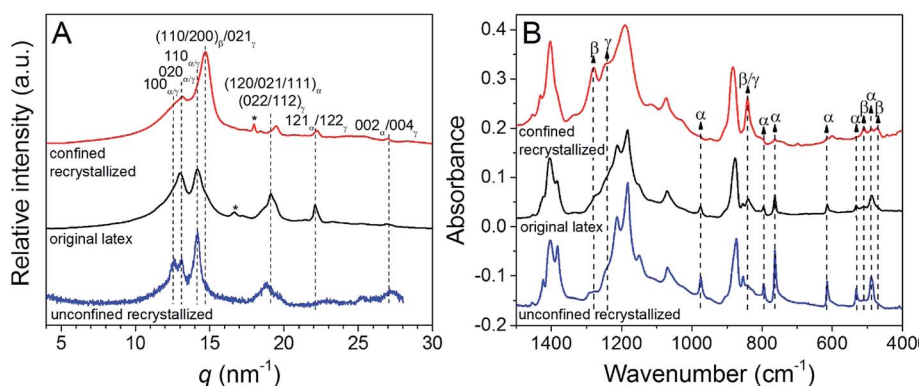 A
Relative intensity (a.u.)
(110/200)β/021γ
110α/γ
020α/γ
100α/γ
(120/021/111)α
(022/112)γ
121α/122γ
002α/004γ
*
*
confined
recrystallized
original latex
unconfined recrystallized
5 10 15 20 25 30
q (nm⁻¹)
B
Absorbance
0.4
0.3
0.2
0.1
0.0
-0.1
-0.2
β γ β/γ α α α α α β α β
confined
recrystallized
original latex
unconfined recrystallized
1400 1200 1000 800 600 400
Wavenumber (cm⁻¹)